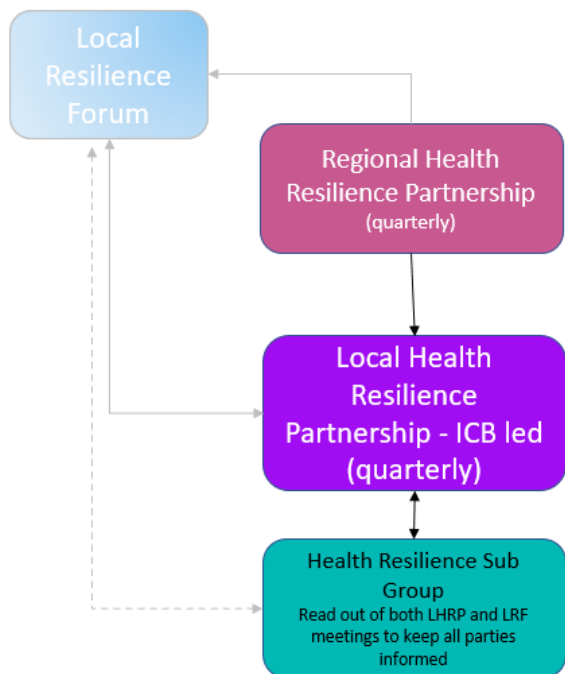 Local
Resilience
Forum
Regional Health
Resilience Partnership
(quarterly)
Local Health
Resilience
Partnership - ICB led
(quarterly)
Health Resilience Sub
Group
Read out of both LHRP and LRF
meetings to keep all parties
informed